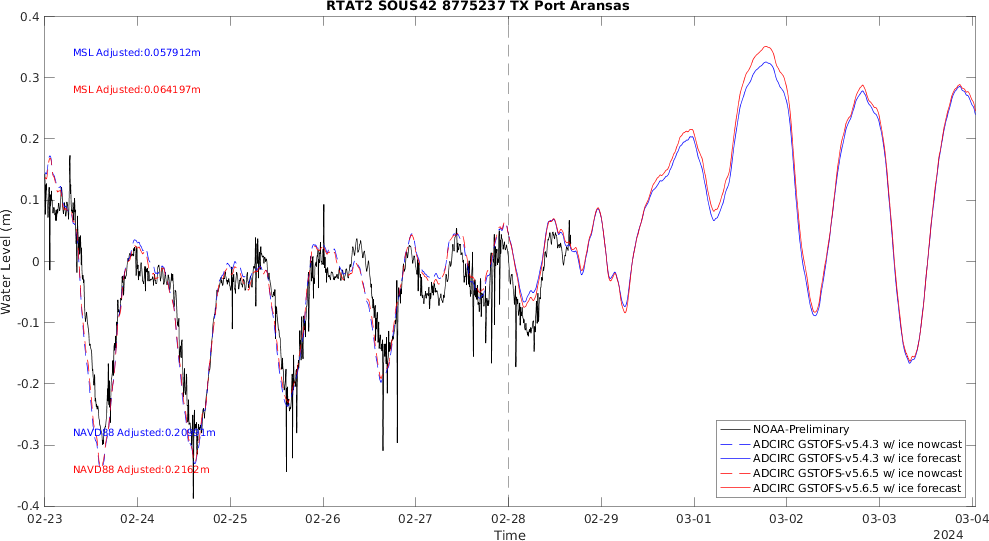 RTAT2 SOUS42 8775237 TX Port Aransas
Water Level (m)
0.4
0.3
0.2
0.1
0
-0.1
-0.2
-0.3
-0.4
MSL Adjusted:0.057912m
MSL Adjusted:0.064197m
NAVD88 Adjusted:0.20991m
NAVD88 Adjusted:0.2162m
NOAA-Preliminary
ADCIRC GSTOFS-v5.4.3 w/ ice nowcast
ADCIRC GSTOFS-v5.4.3 w/ ice forecast
ADCIRC GSTOFS-v5.6.5 w/ ice nowcast
ADCIRC GSTOFS-v5.6.5 w/ ice forecast
02-23 02-24 02-25 02-26 02-27 02-28 02-29 03-01 03-02 03-03 03-04
Time
2024